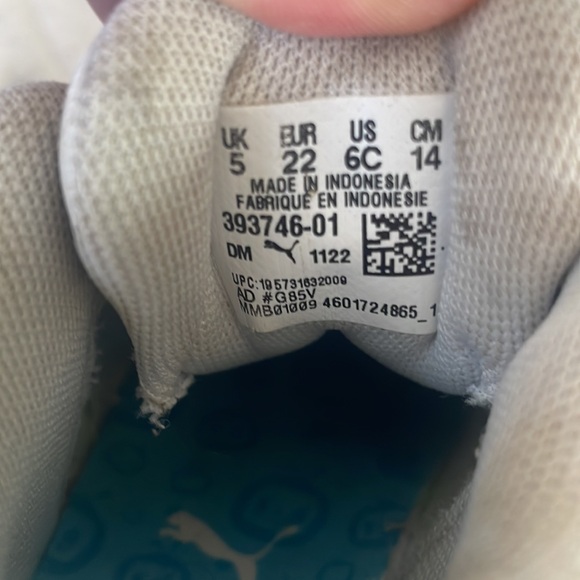 UK EUR US CM
5 22 6C 14
MADE IN INDONESIA
FABRIQUÉ EN INDONESIE
393746-01
DM 1122
UPC:195731632009
AD #G85V
MMB01009 4601724865_1